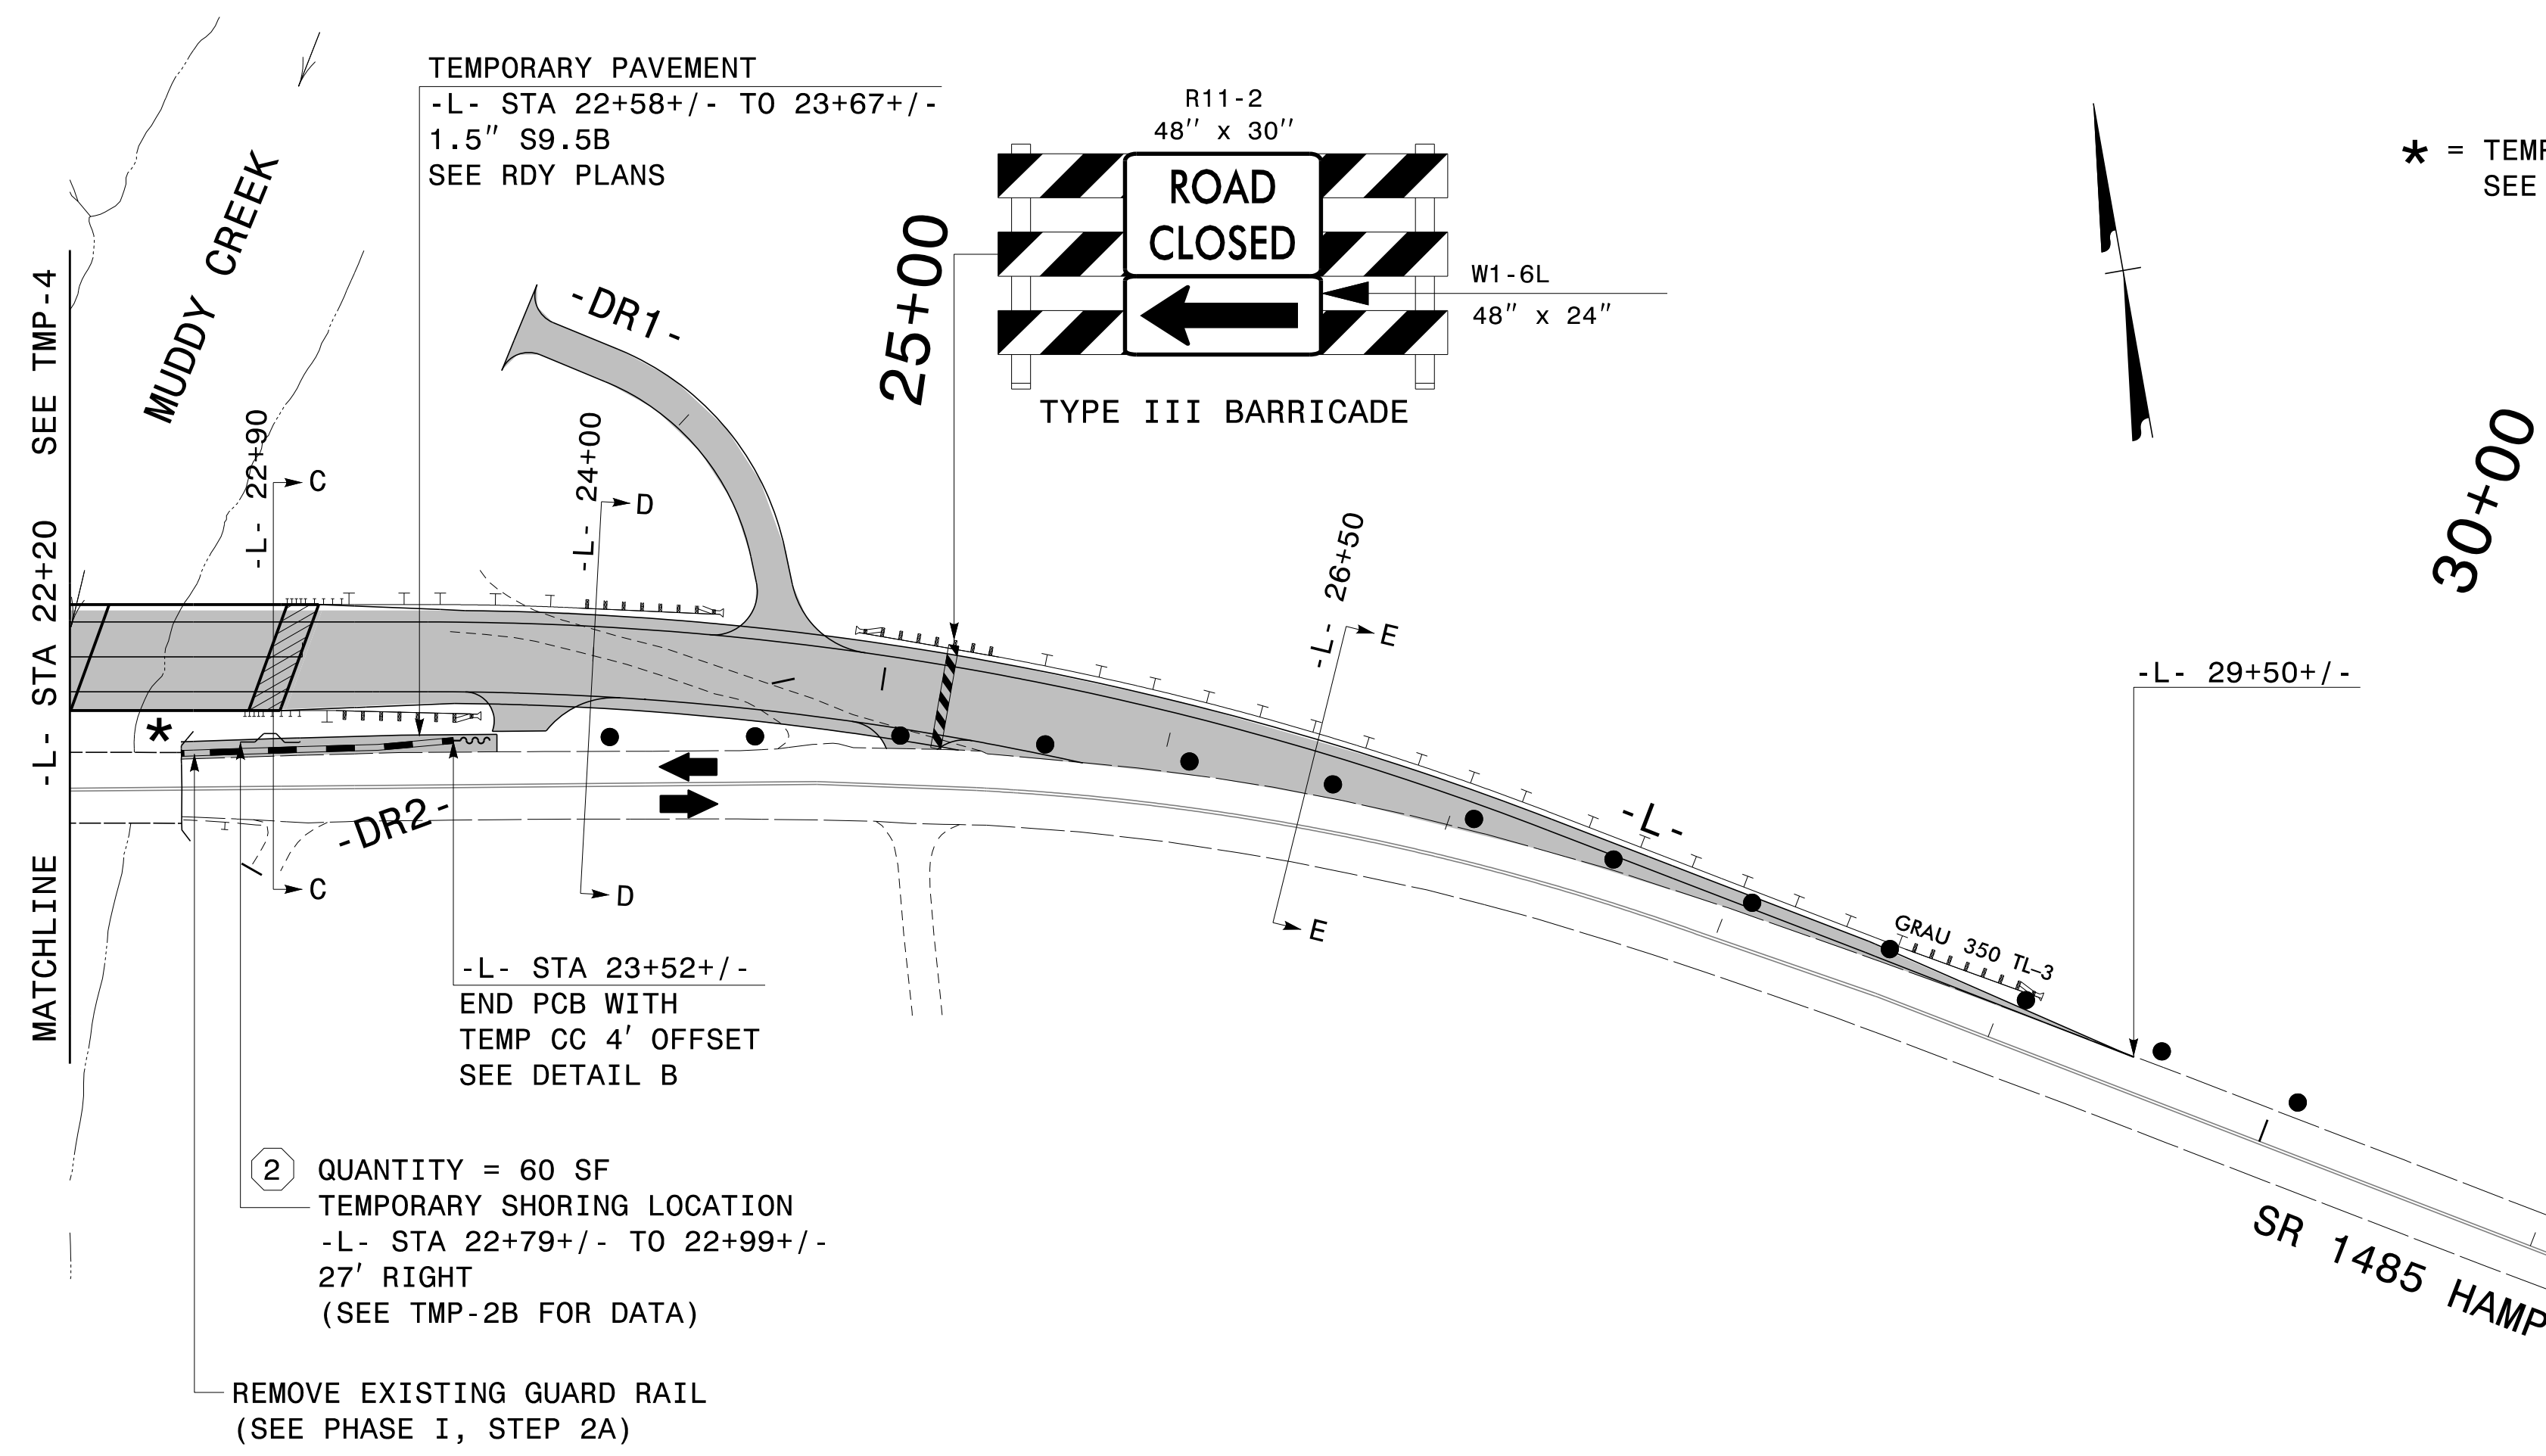 TEMPORARY PAVEMENT
-L- STA 22+58+/- TO 23+67+/-
1.5" S9.5B
SEE RDY PLANS
R11-2
48" x 30"
ROAD
CLOSED
W1-6L
48" x 24"
TYPE III BARRICADE
* = TEMP
SEE
MUDDY CREEK
-DR1-
25+00
30+00
MATCHLINE -L- STA 22+20 SEE TMP-4
-L- 22+90
C
C
-L- 24+00
D
D
-L- 26+50
E
E
*
-DR2-
-L-
GRAU 350 TL-3
-L- 29+50+/-
-L- STA 23+52+/-
END PCB WITH
TEMP CC 4' OFFSET
SEE DETAIL B
2 QUANTITY = 60 SF
TEMPORARY SHORING LOCATION
-L- STA 22+79+/- TO 22+99+/-
27' RIGHT
(SEE TMP-2B FOR DATA)
SR 1485 HAMP
REMOVE EXISTING GUARD RAIL
(SEE PHASE I, STEP 2A)